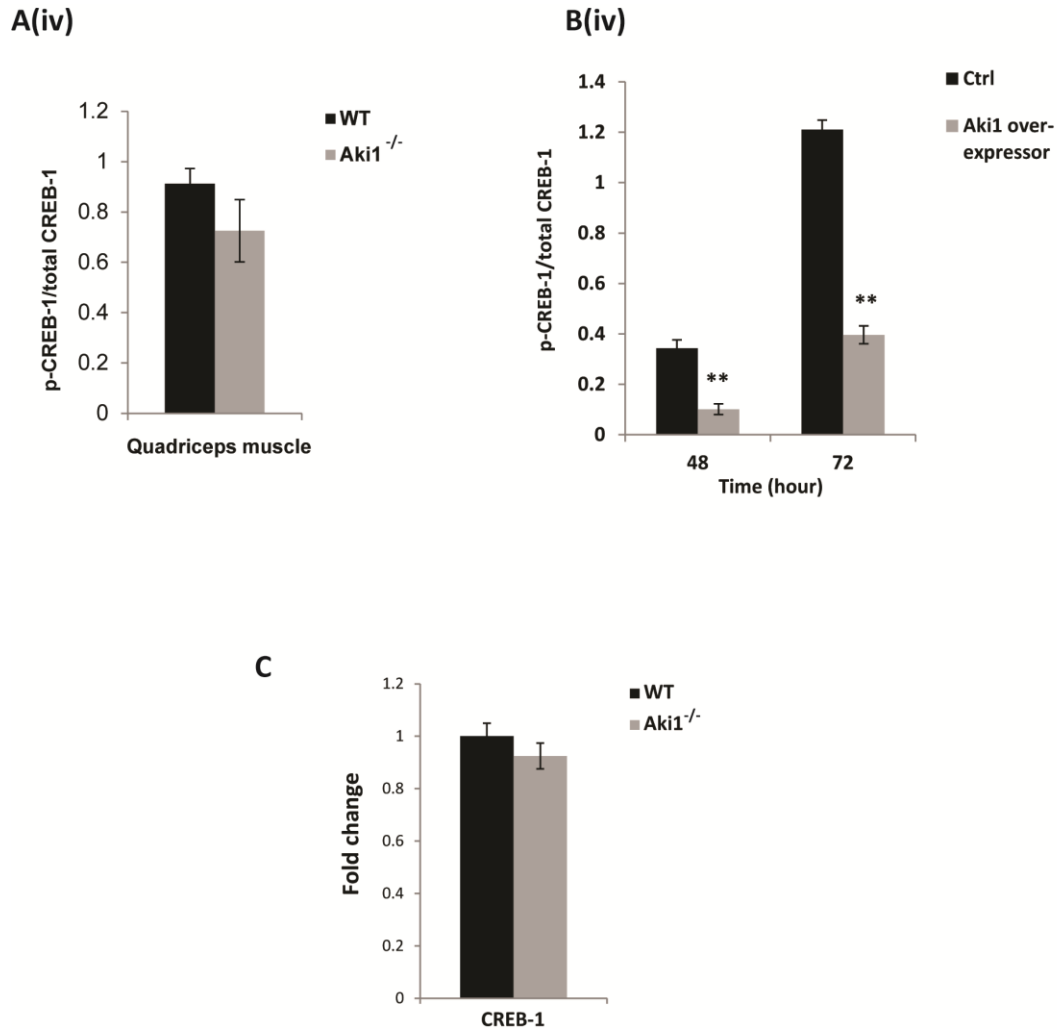 A(iv)
1.2
1
0.8
0.6
0.4
0.2
0
p-CREB-1/total CREB-1
Quadriceps muscle
WT
Aki1 -/-
B(iv)
1.4
1.2
1
0.8
0.6
0.4
0.2
0
p-CREB-1/total CREB-1
**
**
48 72
Time (hour)
Ctrl
Aki1 over-
expressor
C
1.2
1
0.8
0.6
0.4
0.2
0
Fold change
CREB-1
WT
Aki1-/-